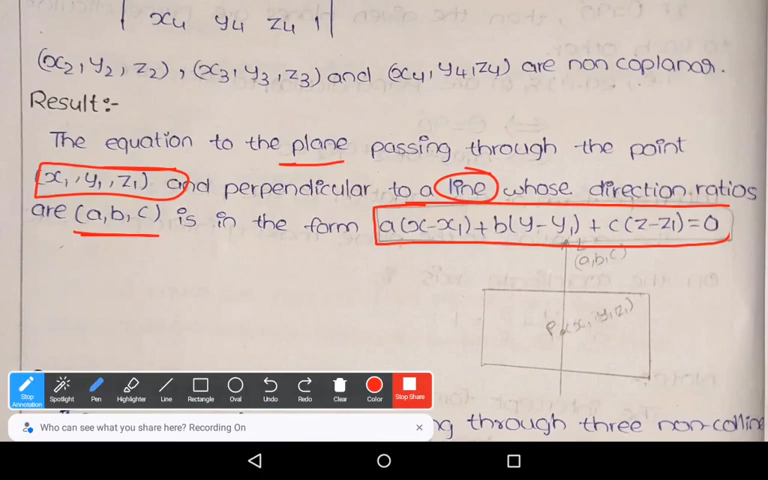 x₄ y₄ z₄ 1
(x₂, y₂, z₂), (x₃, y₃, z₃) and (x₄, y₄, z₄) are non coplanar.
Result:-
The equation to the plane passing through the point
(x₁, y₁, z₁) and perpendicular to a line whose direction ratios
are (a, b, c) is in the form a(x-x₁)+b(y-y₁)+c(z-z₁)=0
(a,b,c)
P(x₁, y₁, z₁)
Stop Annotation Spotlight Pen Highlighter Line Rectangle Oval Undo Redo Clear Color Stop Share
Who can see what you share here? Recording On
ng through three non-collin